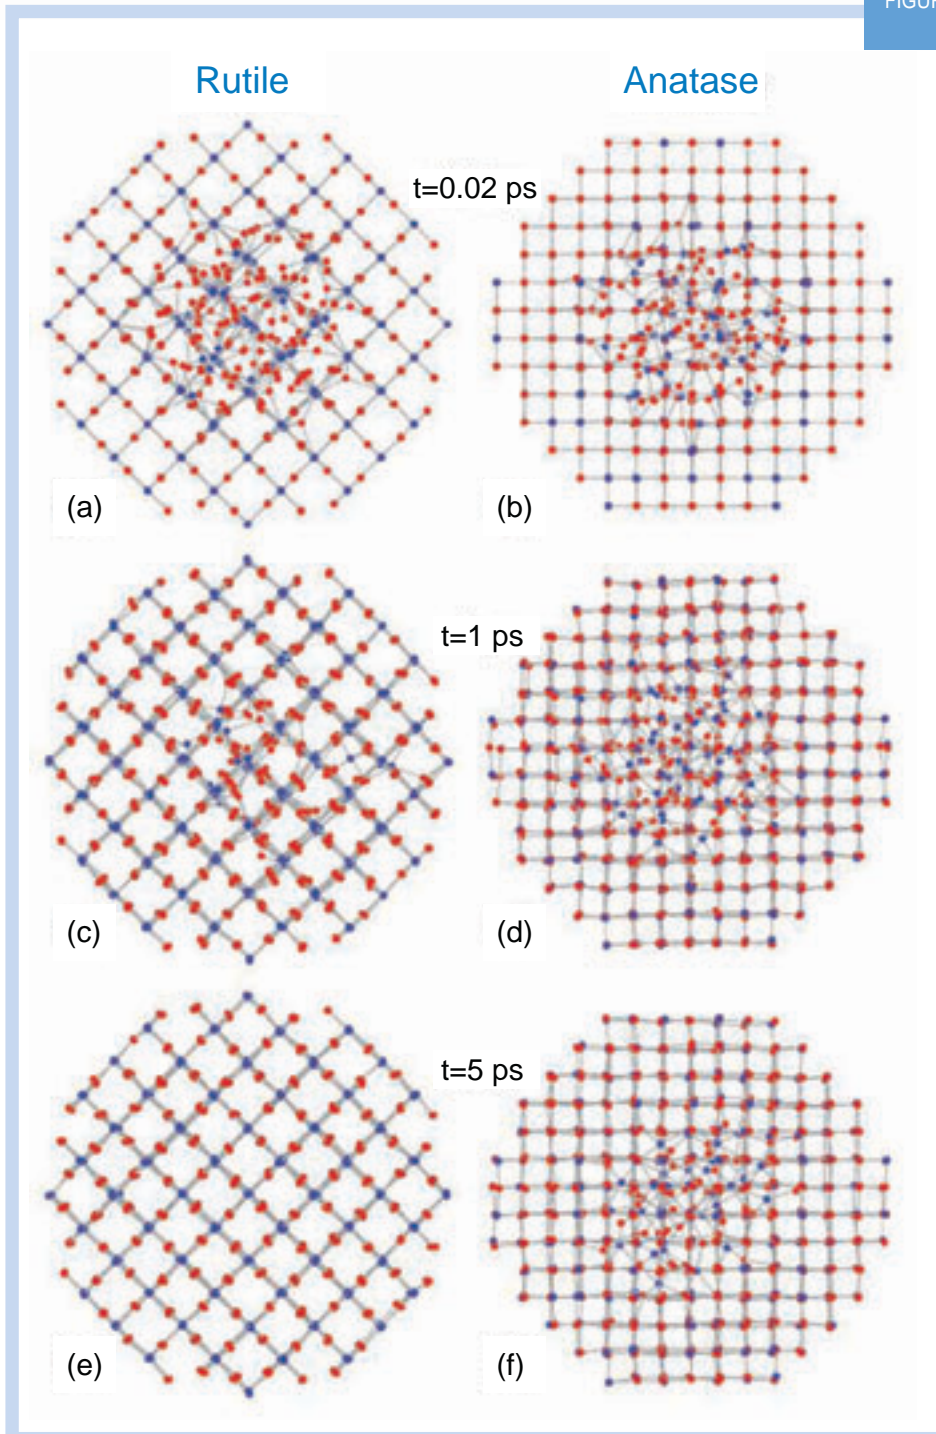 Rutile
Anatase
t=0.02 ps
(a)
(b)
t=1 ps
(c)
(d)
t=5 ps
(e)
(f)